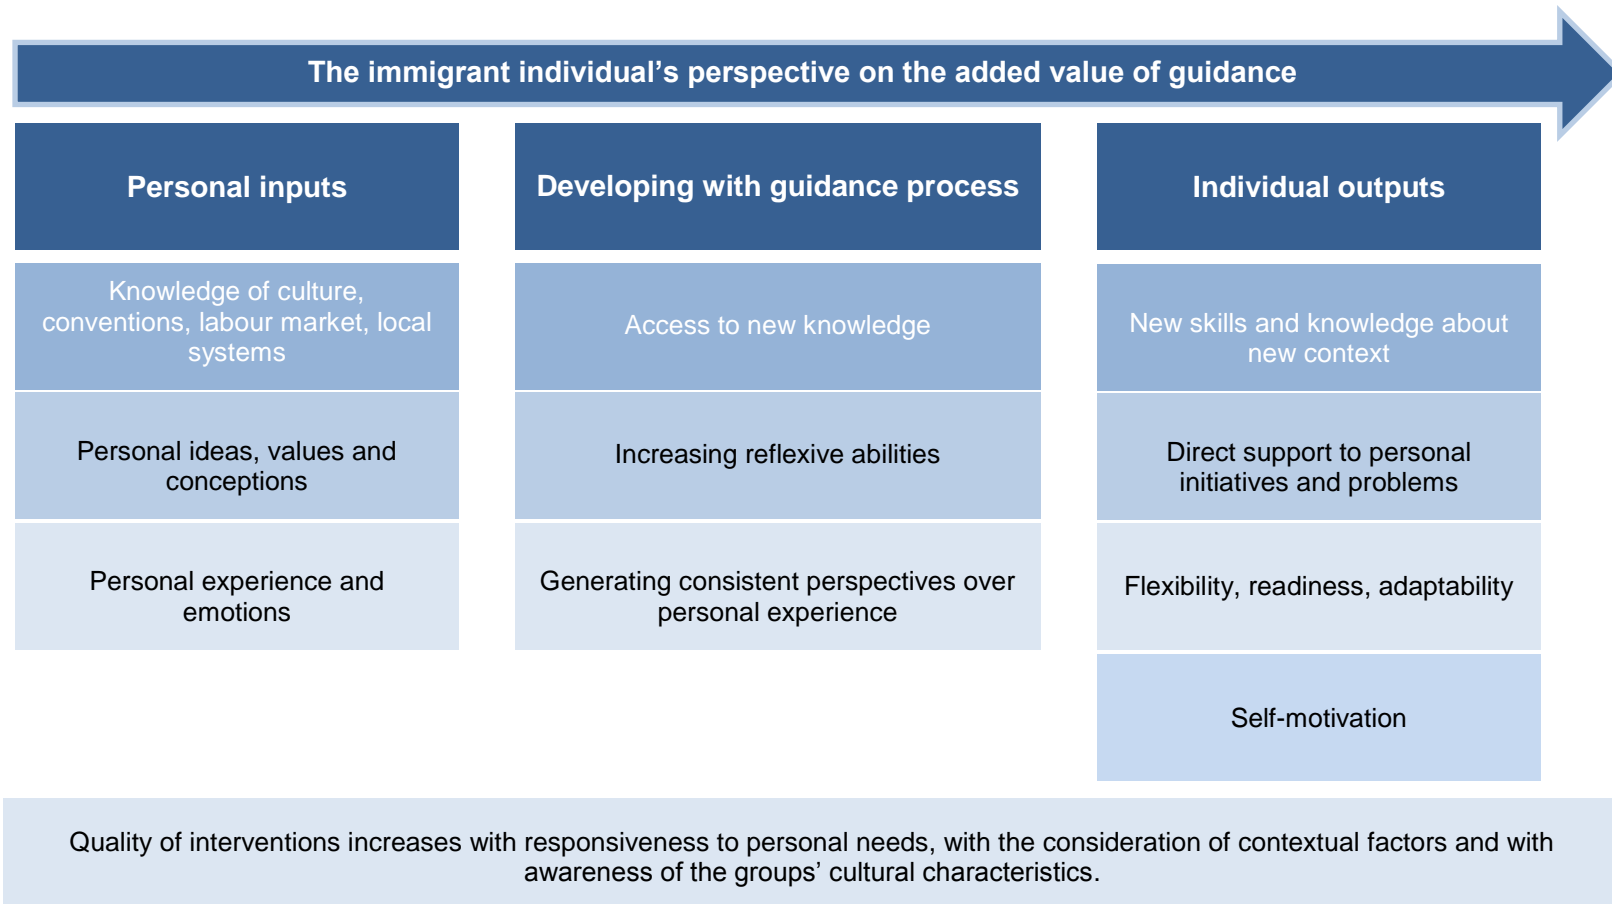 The immigrant individual’s perspective on the added value of guidance
Personal inputs
Knowledge of culture,
conventions, labour market, local
systems
Personal ideas, values and
conceptions
Personal experience and
emotions
Developing with guidance process
Access to new knowledge
Increasing reflexive abilities
Generating consistent perspectives over
personal experience
Individual outputs
New skills and knowledge about
new context
Direct support to personal
initiatives and problems
Flexibility, readiness, adaptability
Self-motivation
Quality of interventions increases with responsiveness to personal needs, with the consideration of contextual factors and with
awareness of the groups’ cultural characteristics.